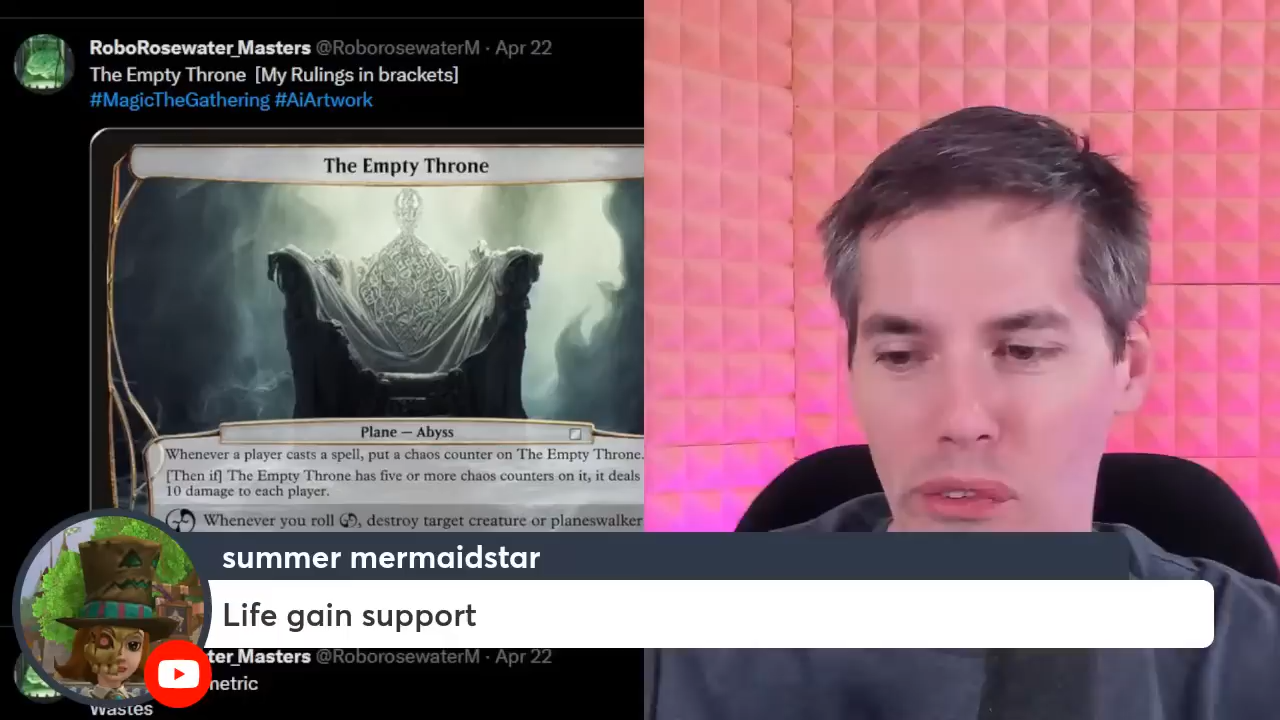 RoboRosewater_Masters @RoborosewaterM · Apr 22
The Empty Throne [My Rulings in brackets]
#MagicTheGathering #AiArtwork
The Empty Throne
Plane — Abyss
Whenever a player casts a spell, put a chaos counter on The Empty Throne.
[Then if] The Empty Throne has five or more chaos counters on it, it deals
10 damage to each player.
Whenever you roll , destroy target creature or planeswalker
summer mermaidstar
Life gain support
ter_Masters @RoborosewaterM · Apr 22
metric
Wastes